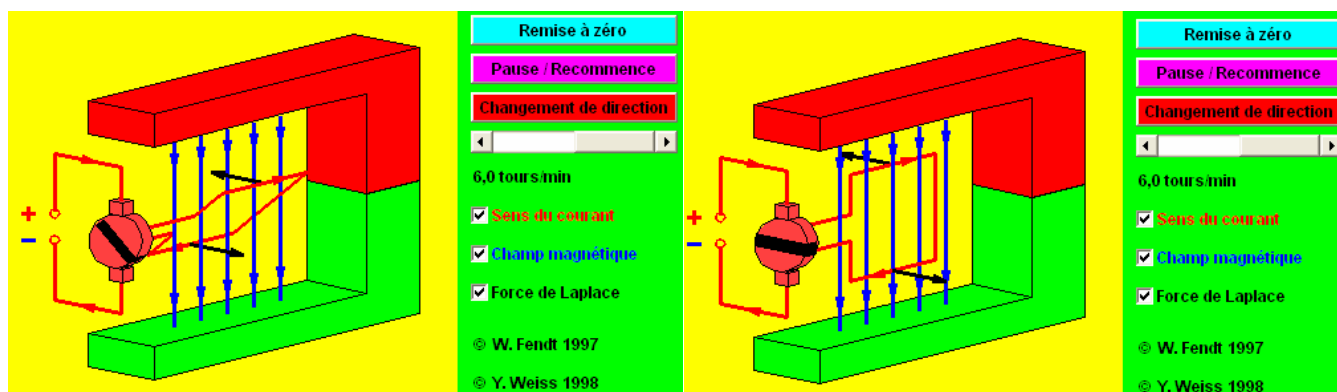 Remise à zéro
Pause / Recommence
Changement de direction
6,0 tours/min
+
Sens du courant
−
Champ magnétique
Force de Laplace
© W. Fendt 1997
© Y. Weiss 1998
Remise à zéro
Pause / Recommence
Changement de direction
6,0 tours/min
+
Sens du courant
−
Champ magnétique
Force de Laplace
© W. Fendt 1997
© Y. Weiss 1998